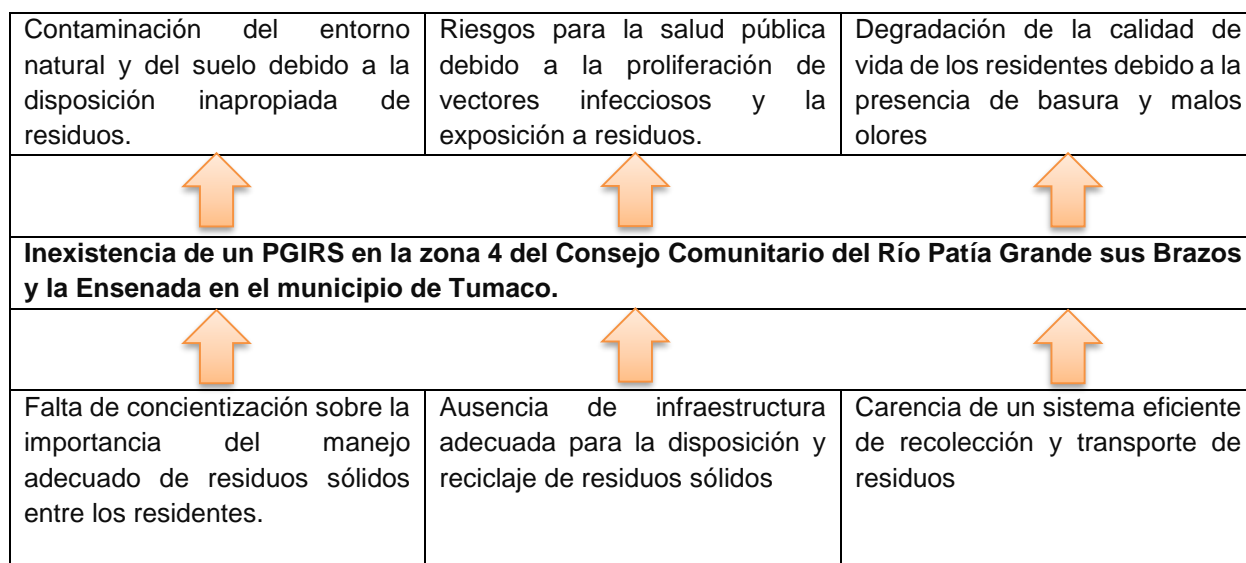 Contaminación del entorno
natural y del suelo debido a la
disposición inapropiada de
residuos.
Riesgos para la salud pública
debido a la proliferación de
vectores infecciosos y la
exposición a residuos.
Degradación de la calidad de
vida de los residentes debido a la
presencia de basura y malos
olores
Inexistencia de un PGIRS en la zona 4 del Consejo Comunitario del Río Patía Grande sus Brazos
y la Ensenada en el municipio de Tumaco.
Falta de concientización sobre la
importancia del manejo
adecuado de residuos sólidos
entre los residentes.
Ausencia de infraestructura
adecuada para la disposición y
reciclaje de residuos sólidos
Carencia de un sistema eficiente
de recolección y transporte de
residuos